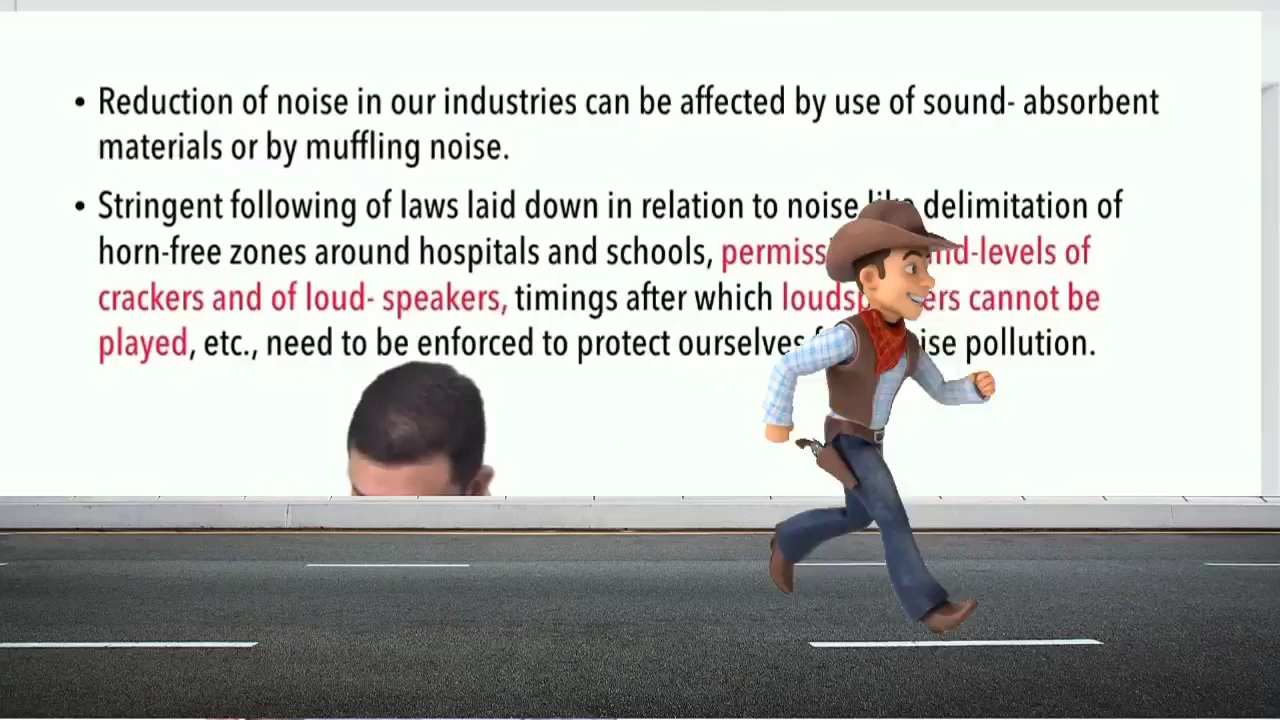 • Reduction of noise in our industries can be affected by use of sound- absorbent
materials or by muffling noise.
• Stringent following of laws laid down in relation to noise like delimitation of
horn-free zones around hospitals and schools, nd-levels of
crackers and of loud- speakers, timings after which cannot be
played, etc., need to be enforced to protect ourselves pollution.